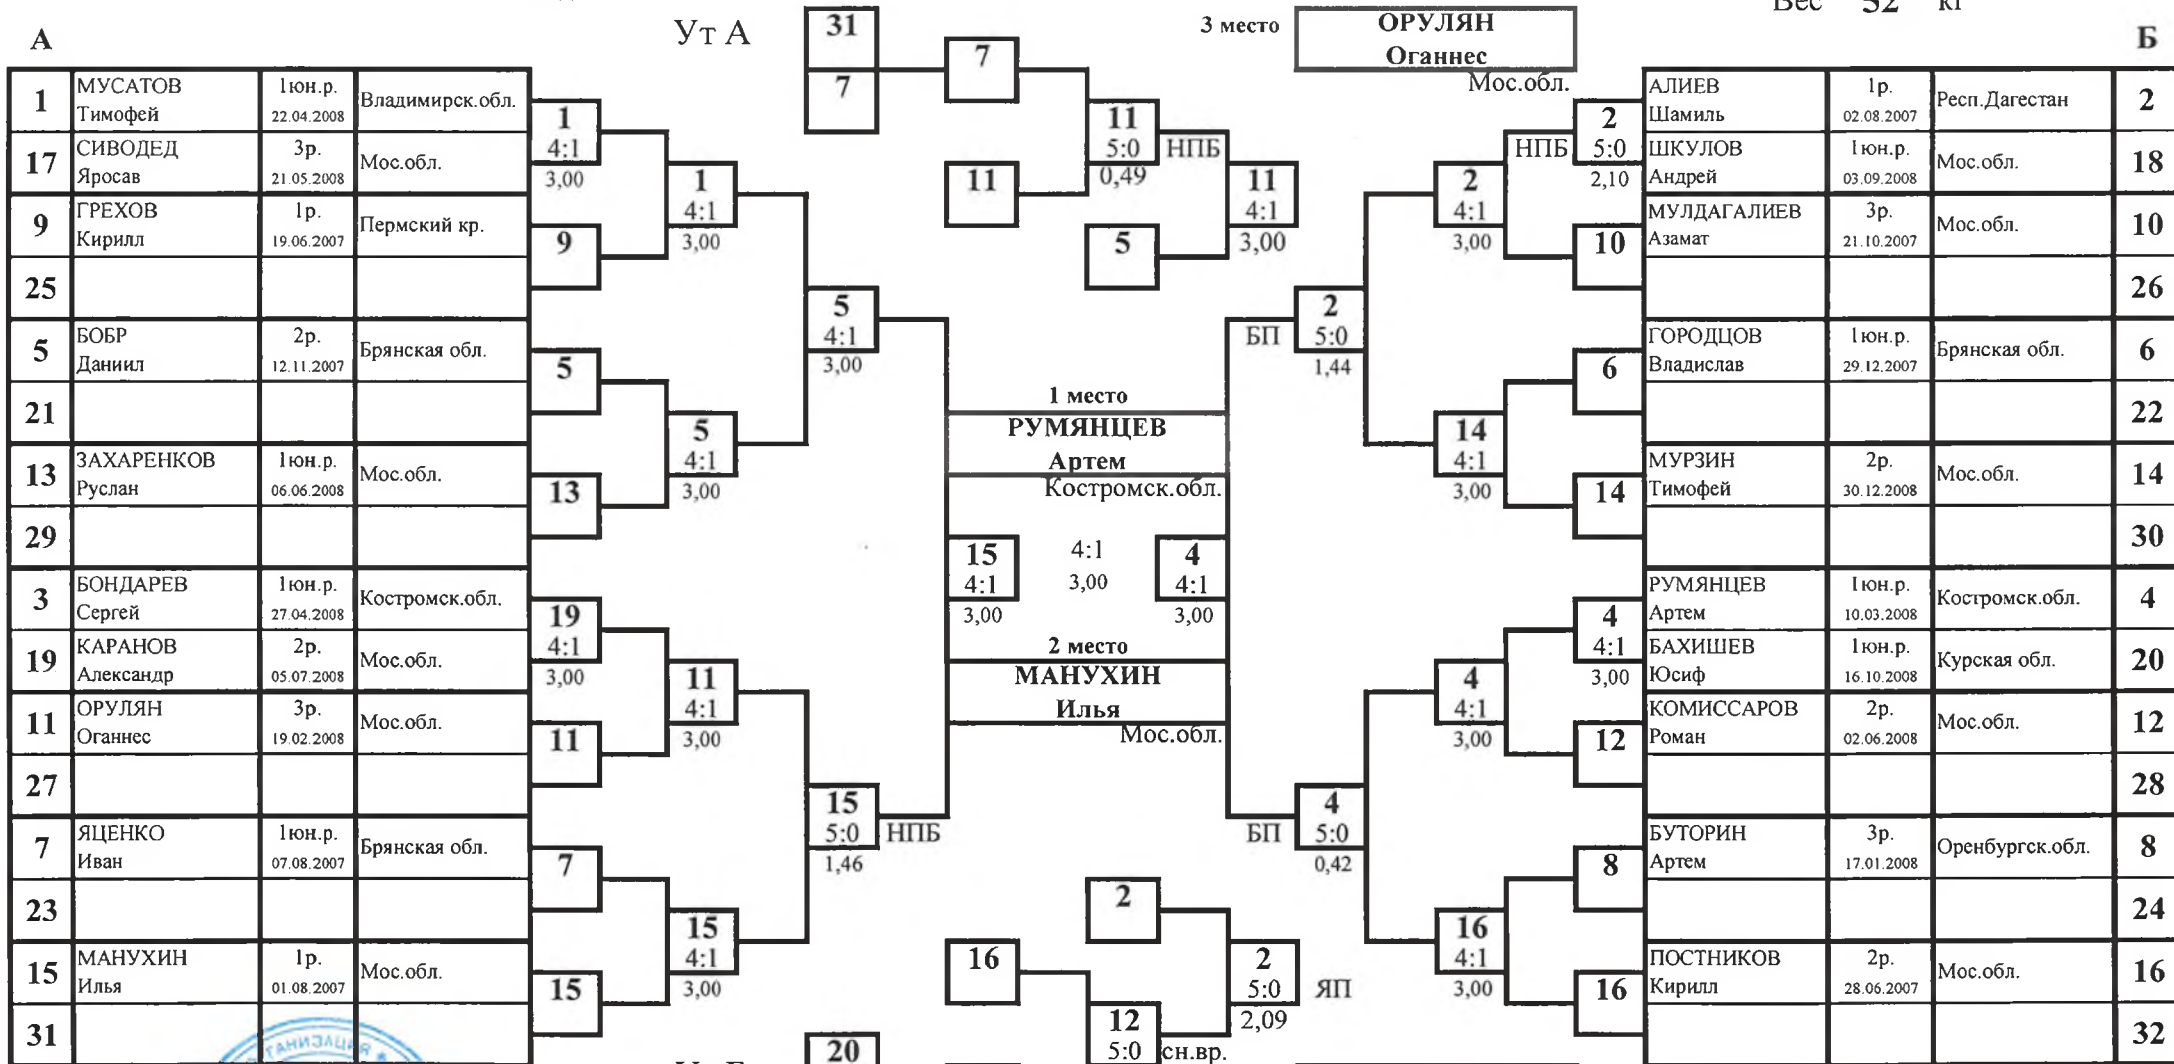 Вес 52 кг
Ут А
А
Б
3 место
ОРУЛЯН
Оганнес
Мос.обл.
1 МУСАТОВ Тимофей 1юн.р. 22.04.2008 Владимирск.обл.
17 СИВОДЕД Яросав 3р. 21.05.2008 Мос.обл.
9 ГРЕХОВ Кирилл 1р. 19.06.2007 Пермский кр.
25
5 БОБР Даниил 2р. 12.11.2007 Брянская обл.
21
13 ЗАХАРЕНКОВ Руслан 1юн.р. 06.06.2008 Мос.обл.
29
3 БОНДАРЕВ Сергей 1юн.р. 27.04.2008 Костромск.обл.
19 КАРАНОВ Александр 2р. 05.07.2008 Мос.обл.
11 ОРУЛЯН Оганнес 3р. 19.02.2008 Мос.обл.
27
7 ЯЦЕНКО Иван 1юн.р. 07.08.2007 Брянская обл.
23
15 МАНУХИН Илья 1р. 01.08.2007 Мос.обл.
31
1 4:1 3,00
9
5
13
19 4:1 3,00
11
7
15
1 4:1 3,00
5 4:1 3,00
11 4:1 3,00
15 4:1 3,00
5 4:1 3,00
15 5:0 НПБ 1,46
31
7
7
11
11 5:0 НПБ 0,49
5
11 4:1 3,00
1 место
РУМЯНЦЕВ
Артем
Костромск.обл.
15 4:1 3,00
4:1 3,00
4 4:1 3,00
2 место
МАНУХИН
Илья
Мос.обл.
2
16
12 5:0 сн.вр.
2 5:0 ЯП 2,09
20
БП 2 5:0 1,44
БП 4 5:0 0,42
2 4:1 3,00
14 4:1 3,00
4 4:1 3,00
16 4:1 3,00
НПБ 2 5:0 2,10
10
6
14
4 4:1 3,00
12
8
16
АЛИЕВ Шамиль 1р. 02.08.2007 Респ.Дагестан 2
ШКУЛОВ Андрей 1юн.р. 03.09.2008 Мос.обл. 18
МУЛДАГАЛИЕВ Азамат 3р. 21.10.2007 Мос.обл. 10
26
ГОРОДЦОВ Владислав 1юн.р. 29.12.2007 Брянская обл. 6
22
МУРЗИН Тимофей 2р. 30.12.2008 Мос.обл. 14
30
РУМЯНЦЕВ Артем 1юн.р. 10.03.2008 Костромск.обл. 4
БАХИШЕВ Юсиф 1юн.р. 16.10.2008 Курская обл. 20
КОМИССАРОВ Роман 2р. 02.06.2008 Мос.обл. 12
28
БУТОРИН Артем 3р. 17.01.2008 Оренбургск.обл. 8
24
ПОСТНИКОВ Кирилл 2р. 28.06.2007 Мос.обл. 16
32